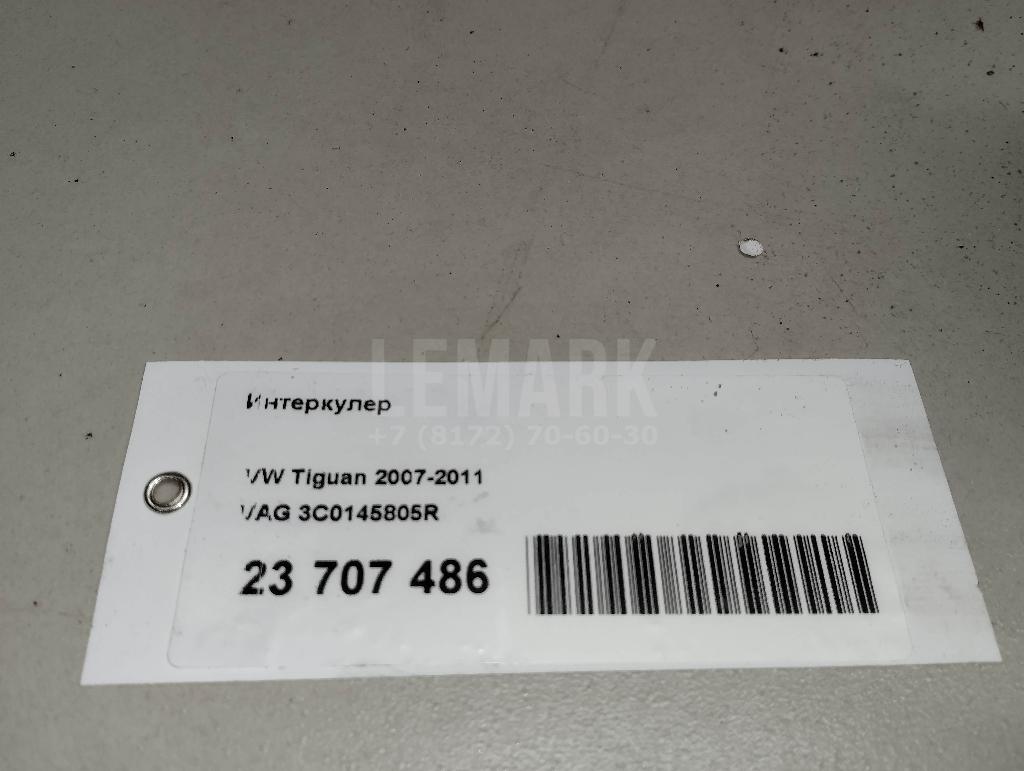 LEMARK
+7 (8172) 70-60-30
Интеркулер
VW Tiguan 2007-2011
VAG 3C0145805R
23 707 486